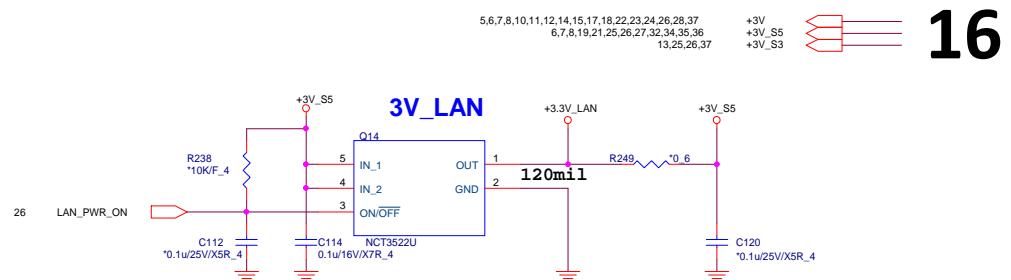 5,6,7,8,10,11,12,14,15,17,18,22,23,24,26,28,37 +3V
6,7,8,19,21,25,26,27,32,34,35,36 +3V_S5
13,25,26,37 +3V_S3
16
+3V_S5
3V_LAN
+3.3V_LAN
+3V_S5
Q14
R238
*10K/F_4
5 IN_1
OUT 1
R249 *0_6
120mil
4 IN_2
GND 2
26 LAN_PWR_ON
3 ON/OFF
C112
*0.1u/25V/X5R_4
C114
0.1u/16V/X7R_4
NCT3522U
C120
*0.1u/25V/X5R_4